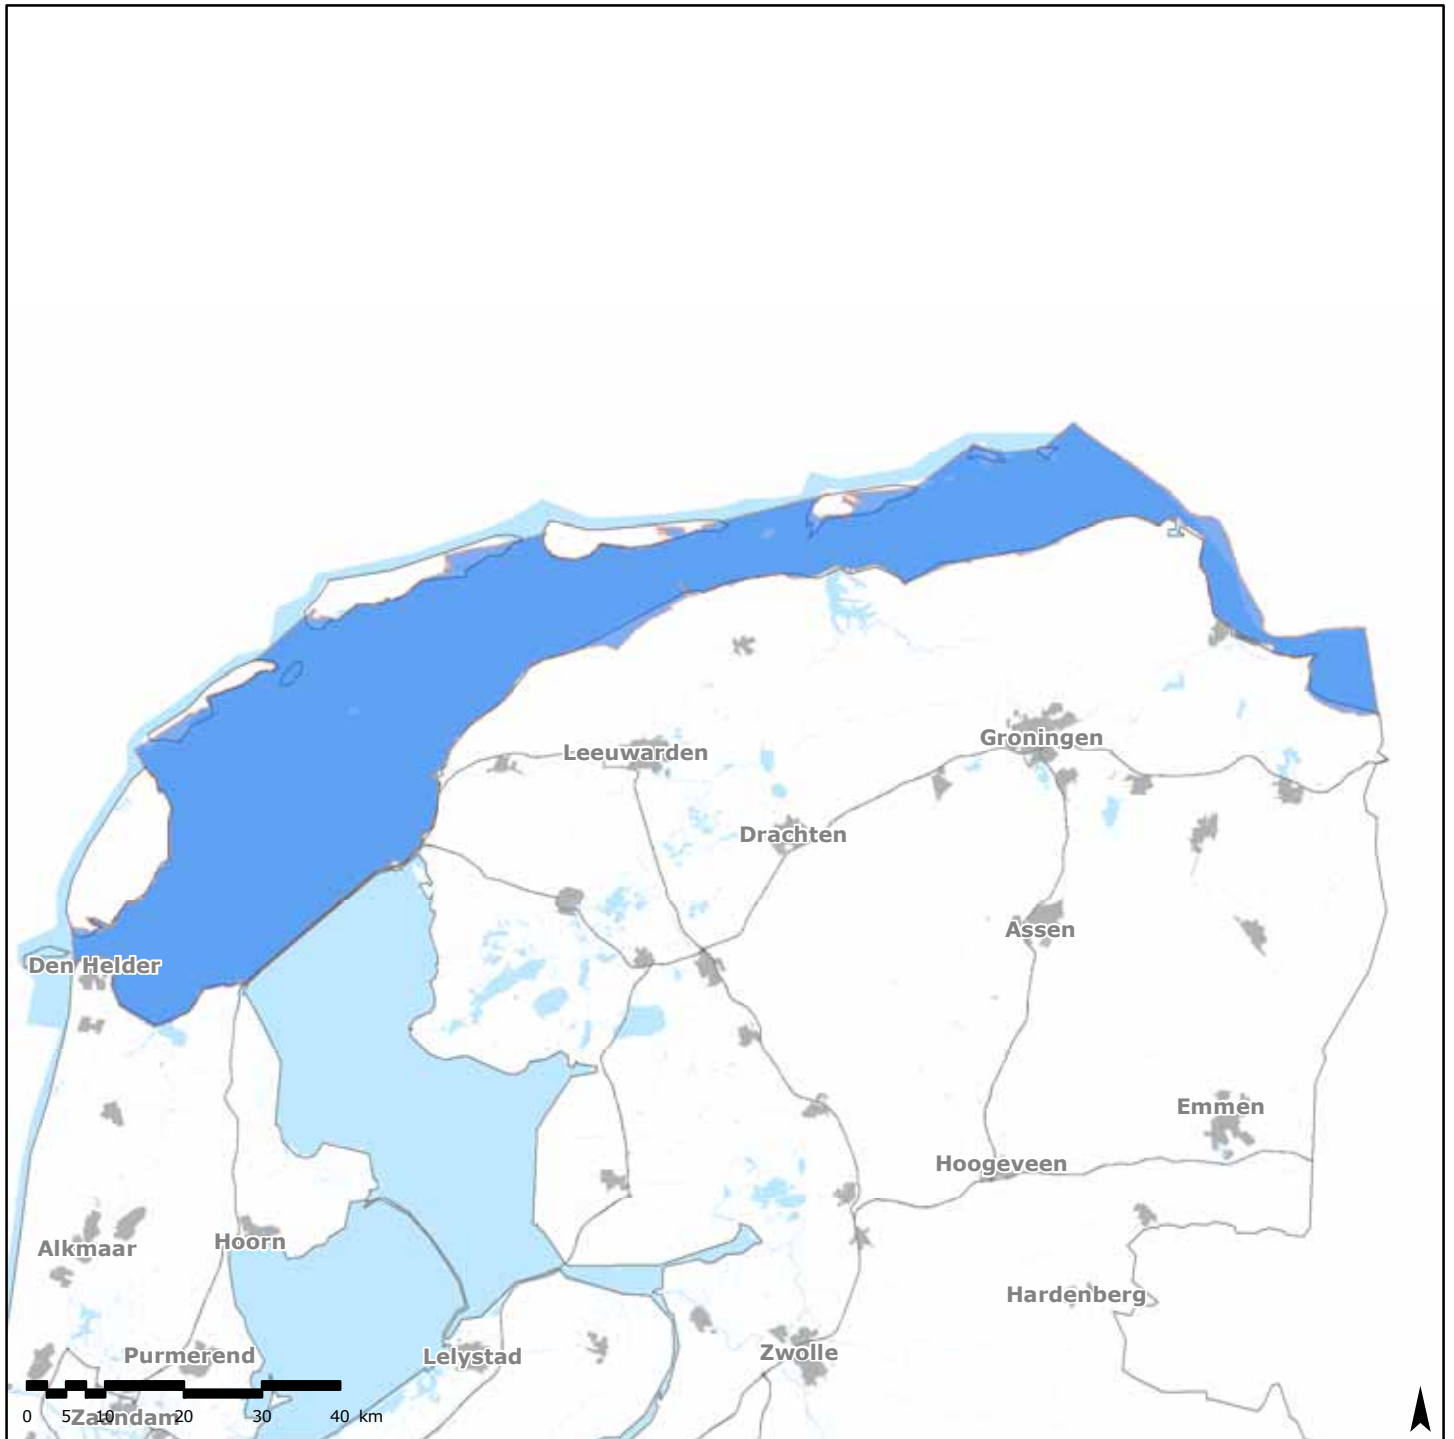 Leeuwarden
Groningen
Drachten
Assen
Den Helder
Emmen
Hoogeveen
Alkmaar
Hoorn
Hardenberg
Purmerend
Lelystad
Zwolle
Zaandam
0 5 10 20 30 40 km